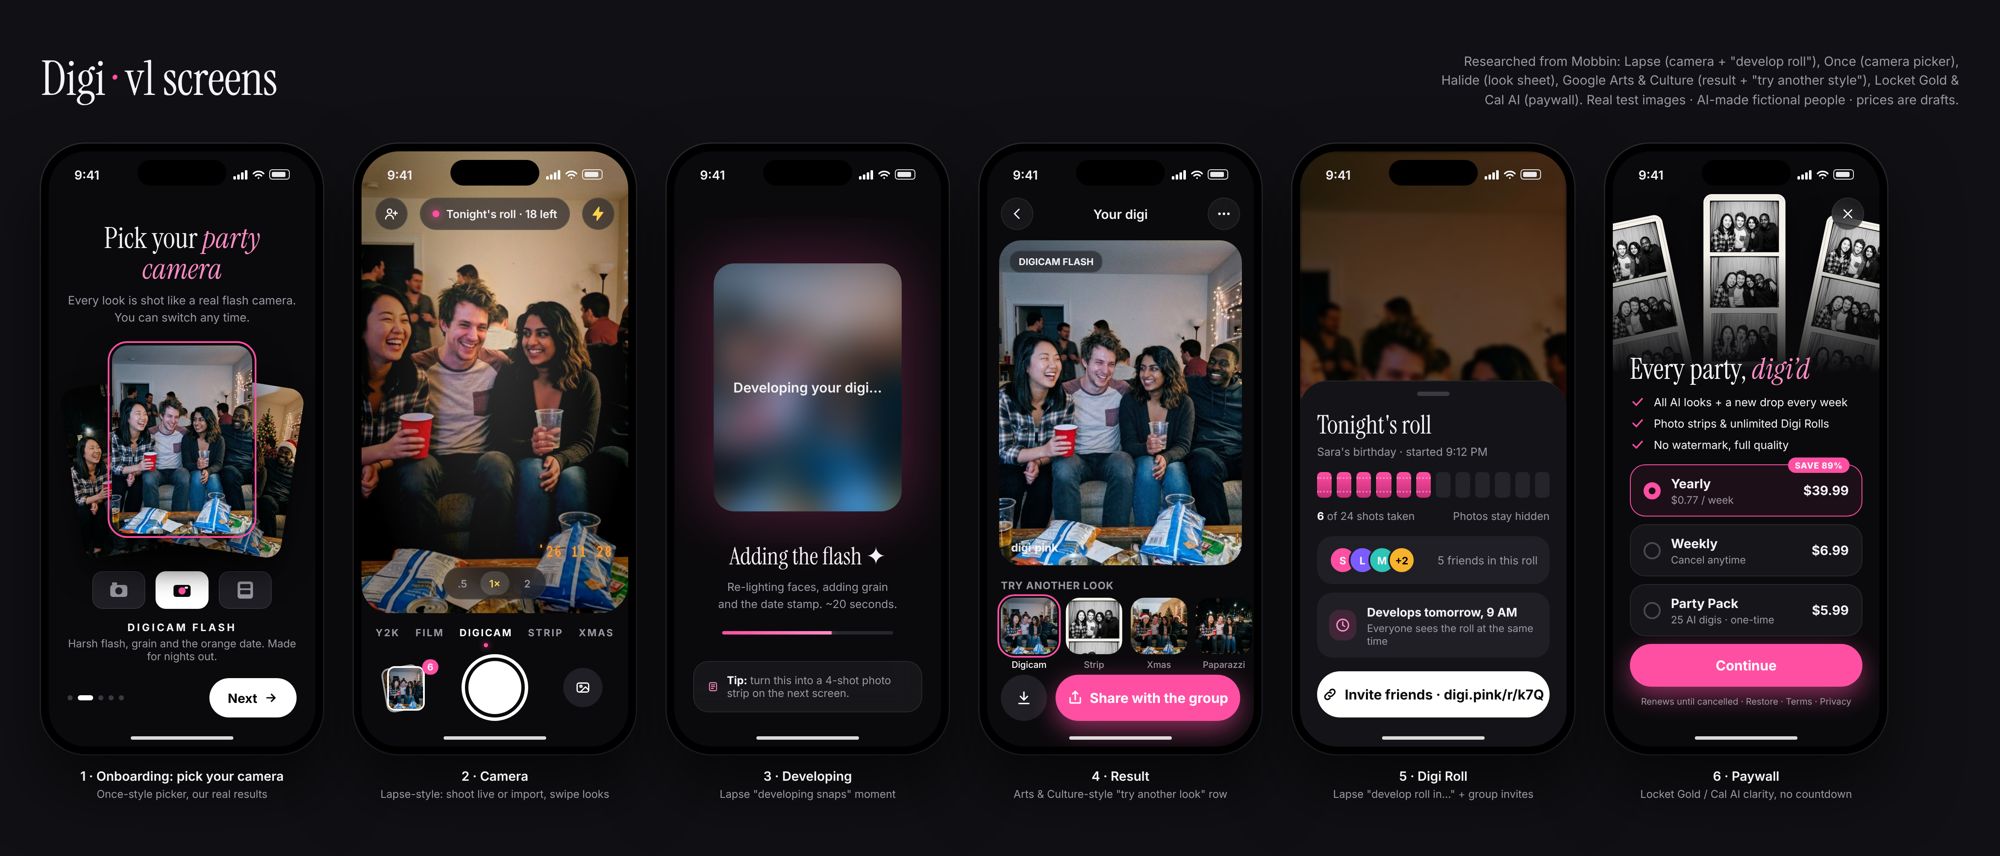 Digi · v1 screens
Researched from Mobbin: Lapse (camera + "develop roll"), Once (camera picker),
Halide (look sheet), Google Arts & Culture (result + "try another style"), Locket Gold &
Cal AI (paywall). Real test images · AI-made fictional people · prices are drafts.
9:41
Pick your party
camera
Every look is shot like a real flash camera.
You can switch any time.
DIGICAM FLASH
Harsh flash, grain and the orange date. Made
for nights out.
Next →
1 · Onboarding: pick your camera
Once-style picker, our real results
9:41
Tonight's roll · 18 left
'26 11 28
.5 1× 2
Y2K FILM DIGICAM STRIP XMAS
6
2 · Camera
Lapse-style: shoot live or import, swipe looks
9:41
Developing your digi...
Adding the flash ✦
Re-lighting faces, adding grain
and the date stamp. ~20 seconds.
Tip: turn this into a 4-shot photo
strip on the next screen.
3 · Developing
Lapse "developing snaps" moment
9:41
Your digi
DIGICAM FLASH
digi.pink
TRY ANOTHER LOOK
Digicam Strip Xmas Paparazzi
Share with the group
4 · Result
Arts & Culture-style "try another look" row
9:41
Tonight's roll
Sara's birthday · started 9:12 PM
6 of 24 shots taken Photos stay hidden
S L M +2 5 friends in this roll
Develops tomorrow, 9 AM
Everyone sees the roll at the same
time
Invite friends · digi.pink/r/k7Q
5 · Digi Roll
Lapse "develop roll in..." + group invites
9:41
Every party, digi'd
All AI looks + a new drop every week
Photo strips & unlimited Digi Rolls
No watermark, full quality
SAVE 89%
Yearly $39.99
$0.77 / week
Weekly $6.99
Cancel anytime
Party Pack $5.99
25 AI digis · one-time
Continue
Renews until cancelled · Restore · Terms · Privacy
6 · Paywall
Locket Gold / Cal AI clarity, no countdown